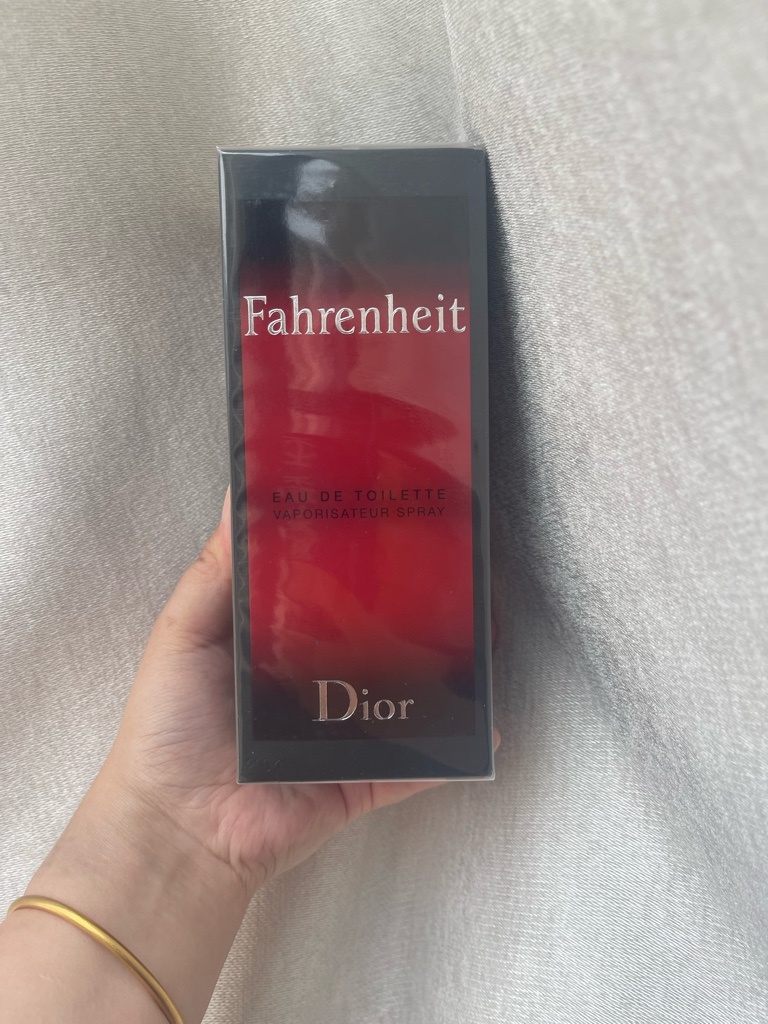 Fahrenheit
EAU DE TOILETTE
VAPORISATEUR SPRAY
Dior